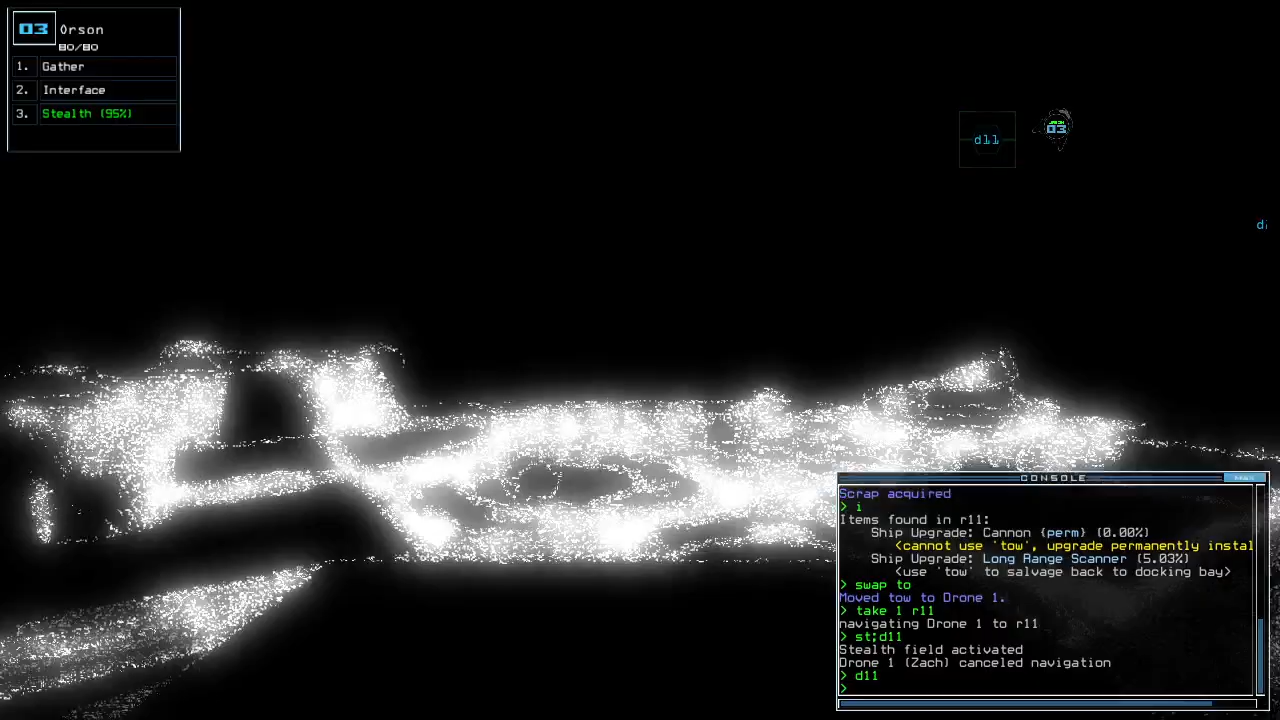 03 Orson
80/80
1. Gather
2. Interface
3. Stealth (95%)
d11
03
CONSOLE
Scrap acquired
> i
Items found in r11:
Ship Upgrade: Cannon {perm} (0.00%)
<cannot use 'tow', upgrade permanently instal
Ship Upgrade: Long Range Scanner (5.03%)
<use 'tow' to salvage back to docking bay>
> swap to
Moved tow to Drone 1.
> take 1 r11
navigating Drone 1 to r11
> st;d11
Stealth field activated
Drone 1 (Zach) canceled navigation
> d11
>